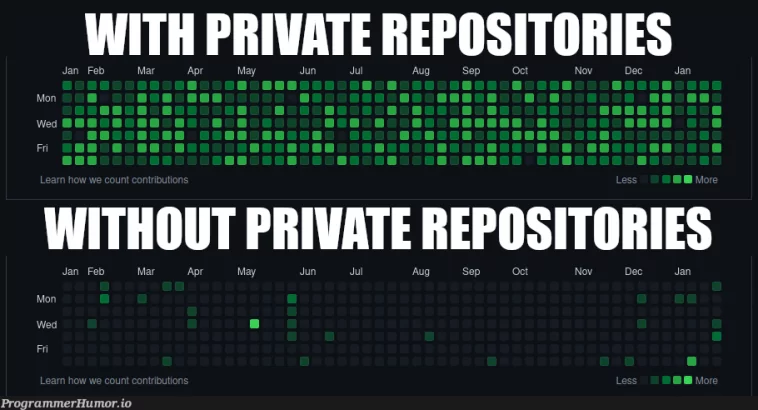 WITH PRIVATE REPOSITORIES
Jan Feb Mar Apr May Jun Jul Aug Sep Oct Nov Dec Jan
Mon
Wed
Fri
Learn how we count contributions Less More
WITHOUT PRIVATE REPOSITORIES
Jan Feb Mar Apr May Jun Jul Aug Sep Oct Nov Dec Jan
Mon
Wed
Fri
Learn how we count contributions Less More
ProgrammerHumor.io